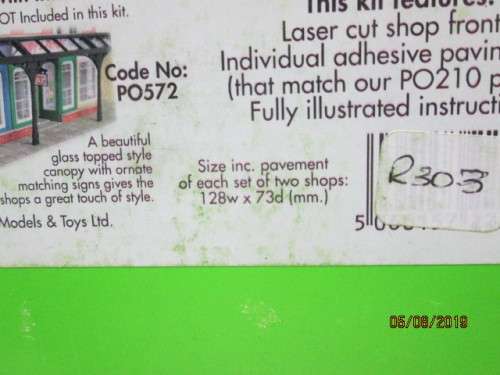 OT Included in this kit.
Code No:
PO572
A beautiful
glass topped style
canopy with ornate
matching signs gives the
shops a great touch of style.
Models & Toys Ltd.
This kit features:
Laser cut shop front
Individual adhesive pavin
(that match our PO210 p
Fully illustrated instructi
Size inc. pavement
of each set of two shops:
128w x 73d (mm.)
R303
5
05/08/2019